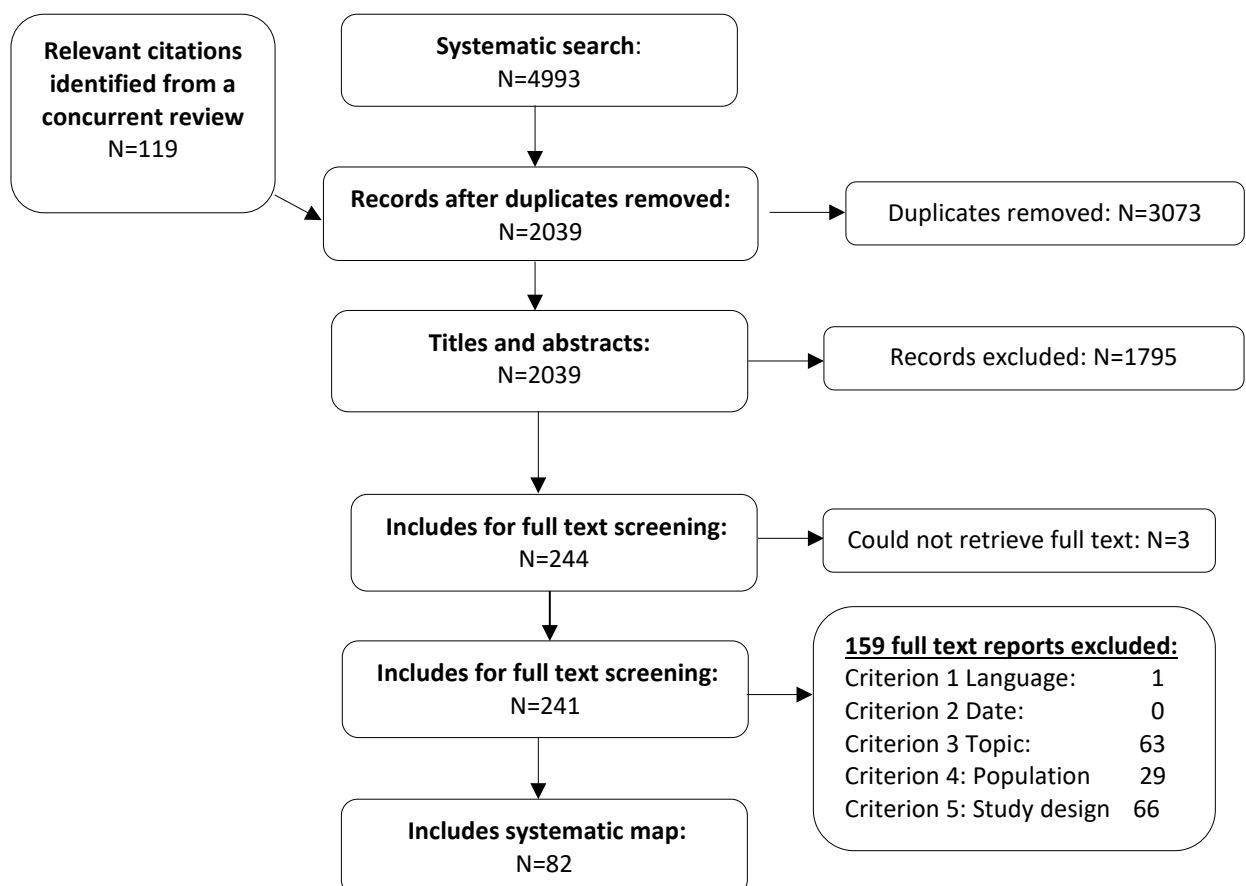 Relevant citations
identified from a
concurrent review
N=119
Systematic search:
N=4993
Records after duplicates removed:
N=2039
Duplicates removed: N=3073
Titles and abstracts:
N=2039
Records excluded: N=1795
Includes for full text screening:
N=244
Could not retrieve full text: N=3
Includes for full text screening:
N=241
159 full text reports excluded:
Criterion 1 Language: 1
Criterion 2 Date: 0
Criterion 3 Topic: 63
Criterion 4: Population 29
Criterion 5: Study design 66
Includes systematic map:
N=82